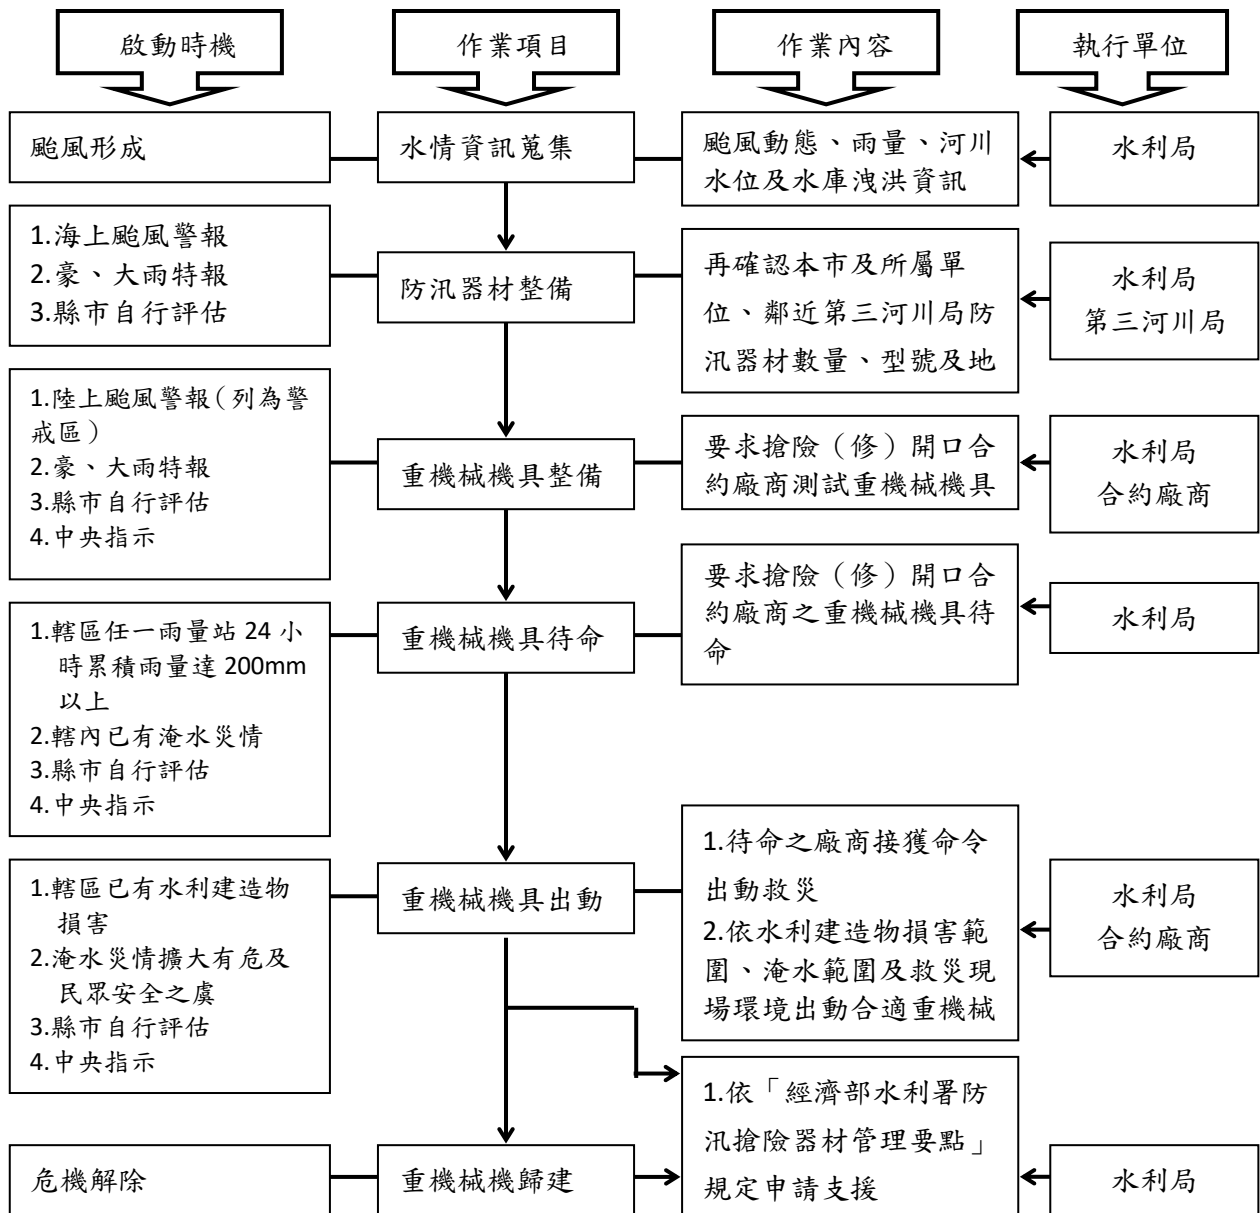 啟動時機
作業項目
作業內容
執行單位
颱風形成
水情資訊蒐集
颱風動態、雨量、河川
水位及水庫洩洪資訊
水利局
1.海上颱風警報
2.豪、大雨特報
3.縣市自行評估
防汛器材整備
再確認本市及所屬單
位、鄰近第三河川局防
汛器材數量、型號及地
水利局
第三河川局
1.陸上颱風警報(列為警
戒區)
2.豪、大雨特報
3.縣市自行評估
4.中央指示
重機械機具整備
要求搶險（修）開口合
約廠商測試重機械機具
水利局
合約廠商
1.轄區任一雨量站 24 小
時累積雨量達 200mm
以上
2.轄內已有淹水災情
3.縣市自行評估
4.中央指示
重機械機具待命
要求搶險（修）開口合
約廠商之重機械機具待
命
水利局
1.轄區已有水利建造物
損害
2.淹水災情擴大有危及
民眾安全之虞
3.縣市自行評估
4.中央指示
重機械機具出動
1.待命之廠商接獲命令
出動救災
2.依水利建造物損害範
圍、淹水範圍及救災現
場環境出動合適重機械
水利局
合約廠商
危機解除
重機械機歸建
1.依「經濟部水利署防
汛搶險器材管理要點」
規定申請支援
水利局